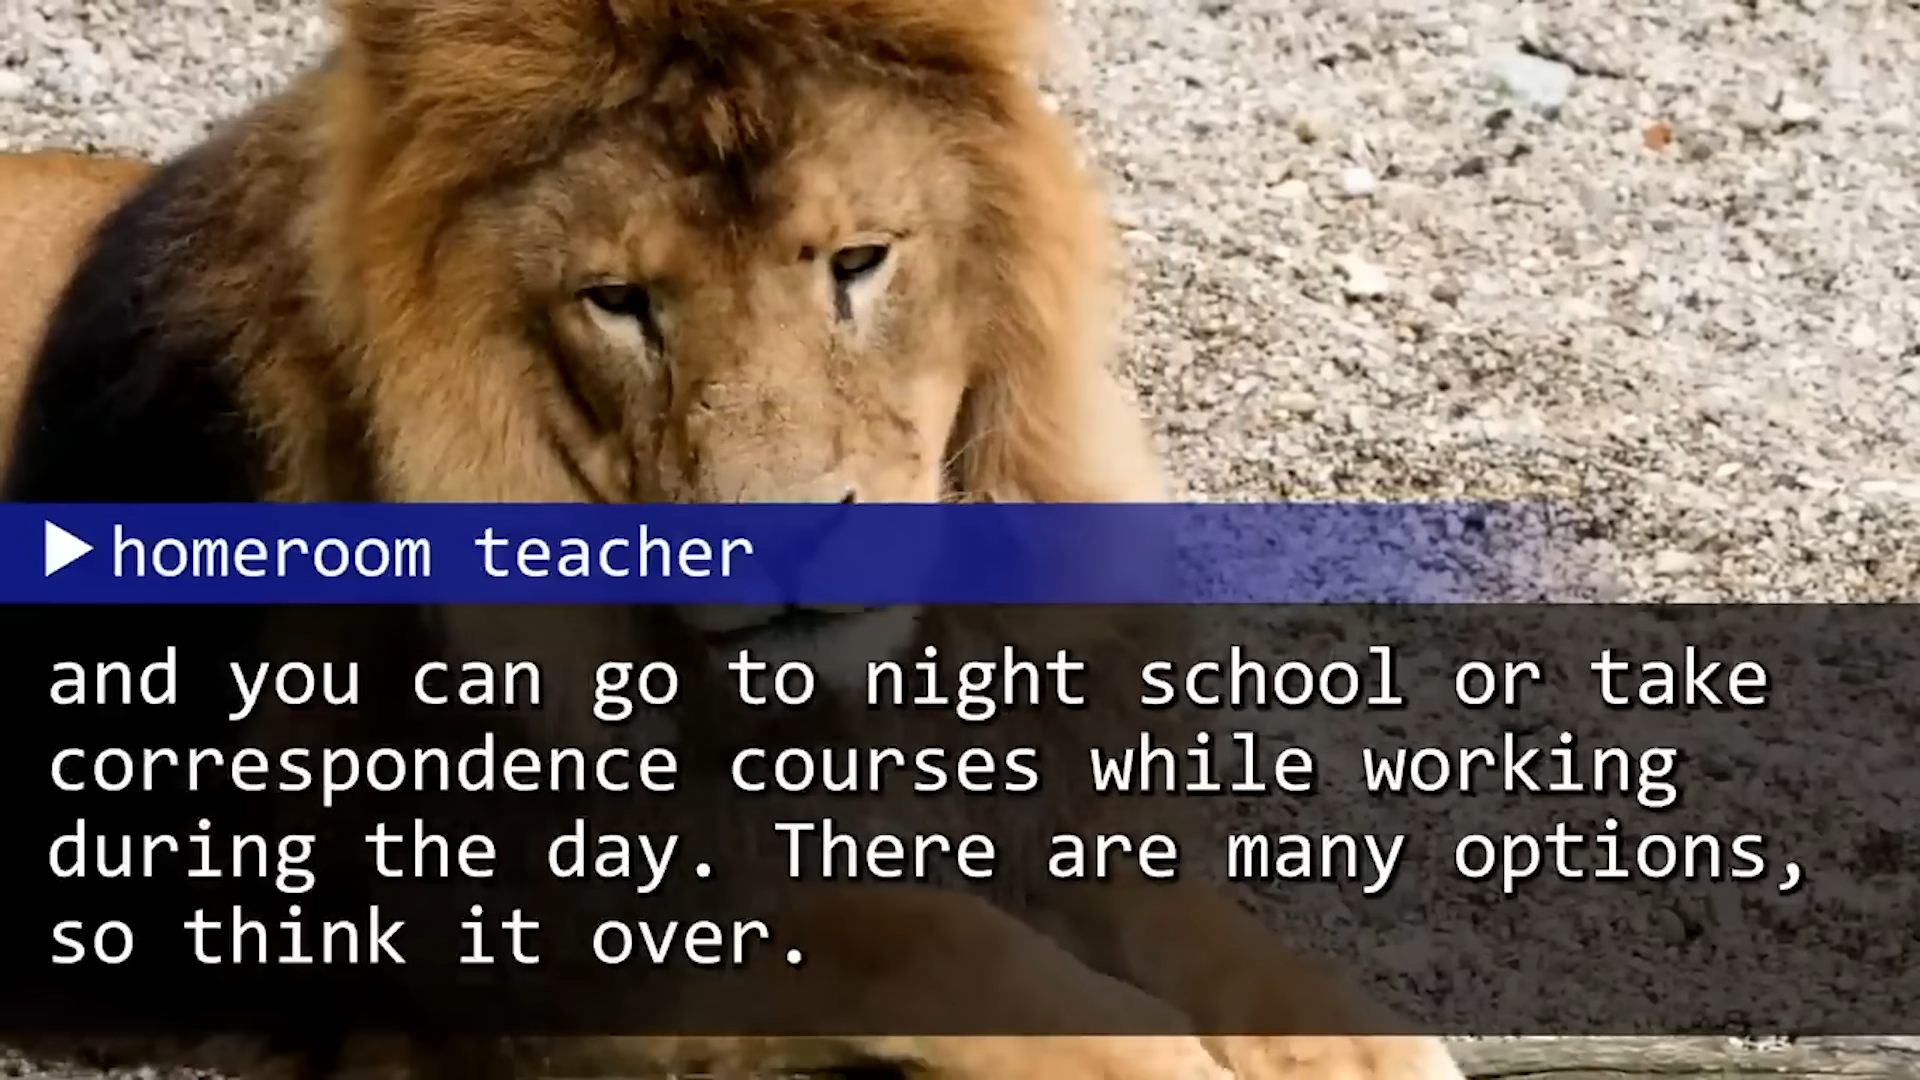 ▶homeroom teacher
and you can go to night school or take
correspondence courses while working
during the day. There are many options,
so think it over.